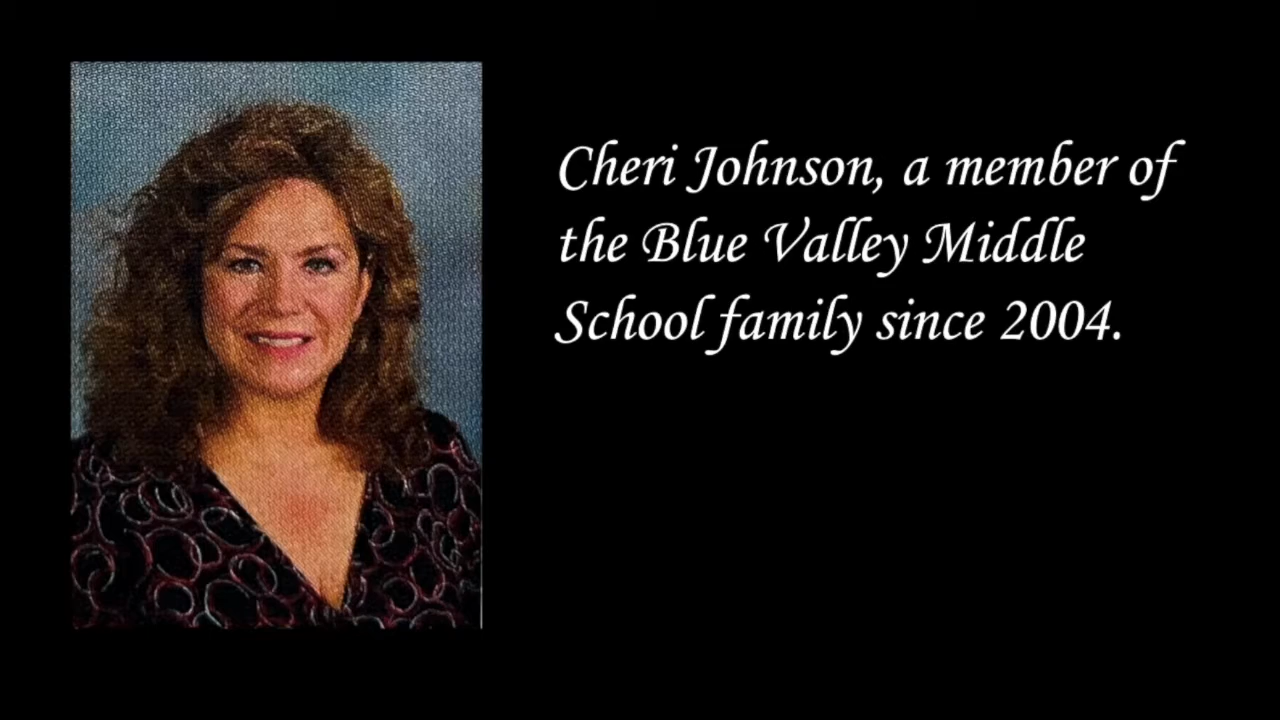 Cheri Johnson, a member of
the Blue Valley Middle
School family since 2004.